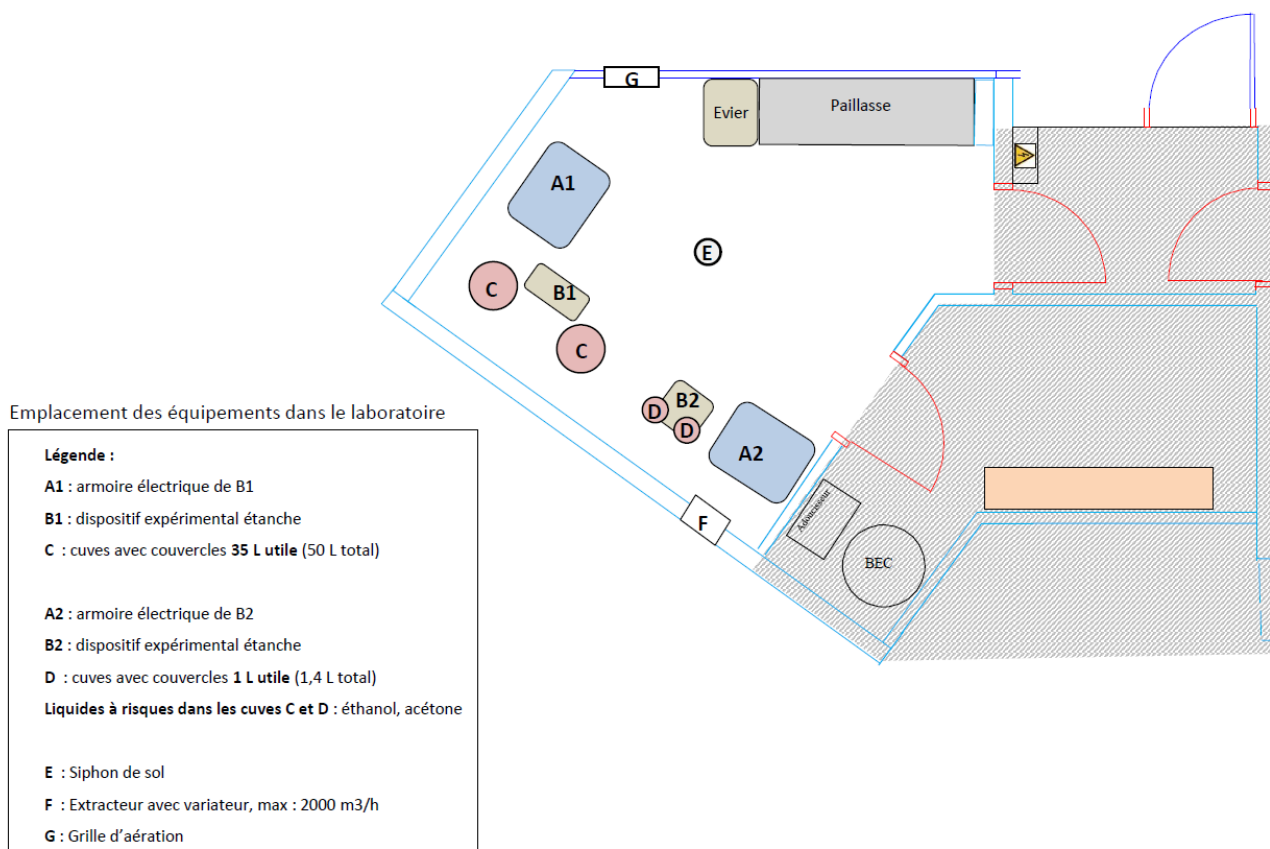 G
Evier
Paillasse
A1
E
C
B1
C
B2
D
D
A2
F
Adoucisseur
BEC
Emplacement des équipements dans le laboratoire
Légende :
A1 : armoire électrique de B1
B1 : dispositif expérimental étanche
C : cuves avec couvercles 35 L utile (50 L total)
A2 : armoire électrique de B2
B2 : dispositif expérimental étanche
D : cuves avec couvercles 1 L utile (1,4 L total)
Liquides à risques dans les cuves C et D : éthanol, acétone
E : Siphon de sol
F : Extracteur avec variateur, max : 2000 m3/h
G : Grille d'aération